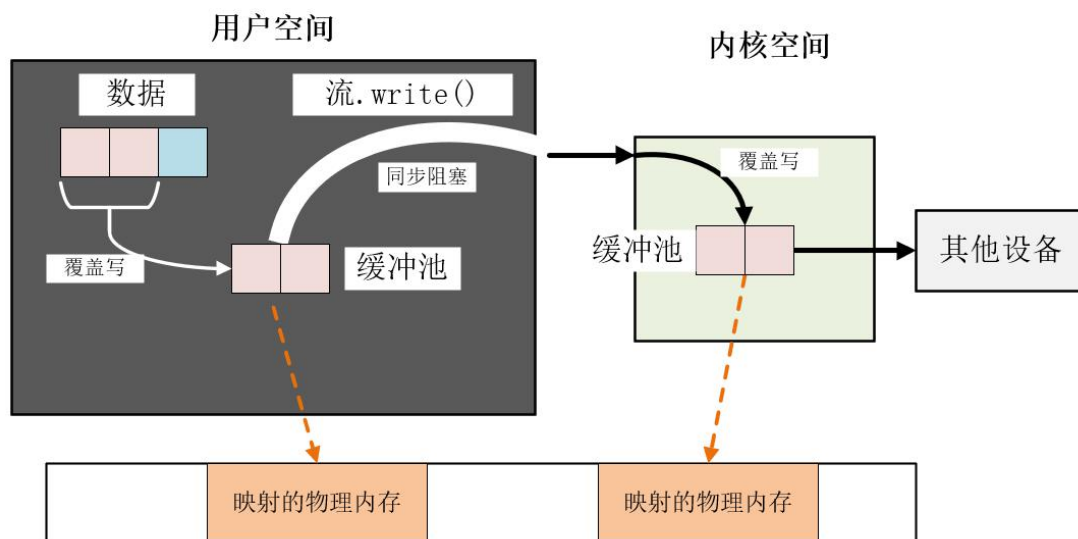 用户空间
内核空间
数据
流.write()
同步阻塞
覆盖写
覆盖写
缓冲池
缓冲池
其他设备
映射的物理内存
映射的物理内存